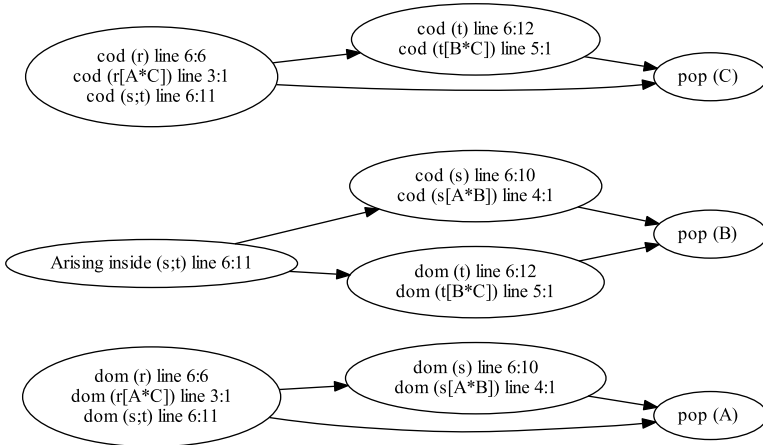 cod (r) line 6:6
cod (r[A*C]) line 3:1
cod (s;t) line 6:11
cod (t) line 6:12
cod (t[B*C]) line 5:1
pop (C)
Arising inside (s;t) line 6:11
cod (s) line 6:10
cod (s[A*B]) line 4:1
dom (t) line 6:12
dom (t[B*C]) line 5:1
pop (B)
dom (r) line 6:6
dom (r[A*C]) line 3:1
dom (s;t) line 6:11
dom (s) line 6:10
dom (s[A*B]) line 4:1
pop (A)